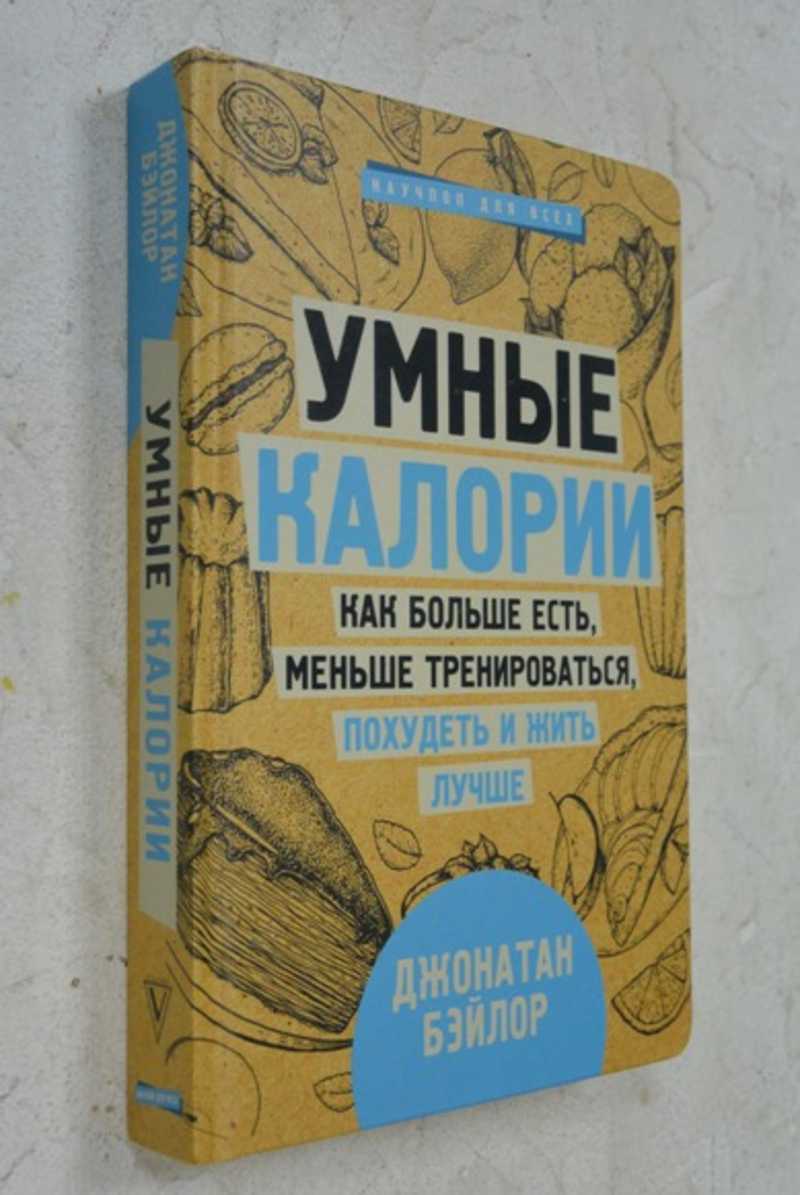 НАУЧПОП ДЛЯ ВСЕХ
УМНЫЕ
КАЛОРИИ
КАК БОЛЬШЕ ЕСТЬ,
МЕНЬШЕ ТРЕНИРОВАТЬСЯ,
ПОХУДЕТЬ И ЖИТЬ
ЛУЧШЕ
ДЖОНАТАН
БЭЙЛОР
ДЖОНАТАН
БЭЙЛОР
УМНЫЕ КАЛОРИИ